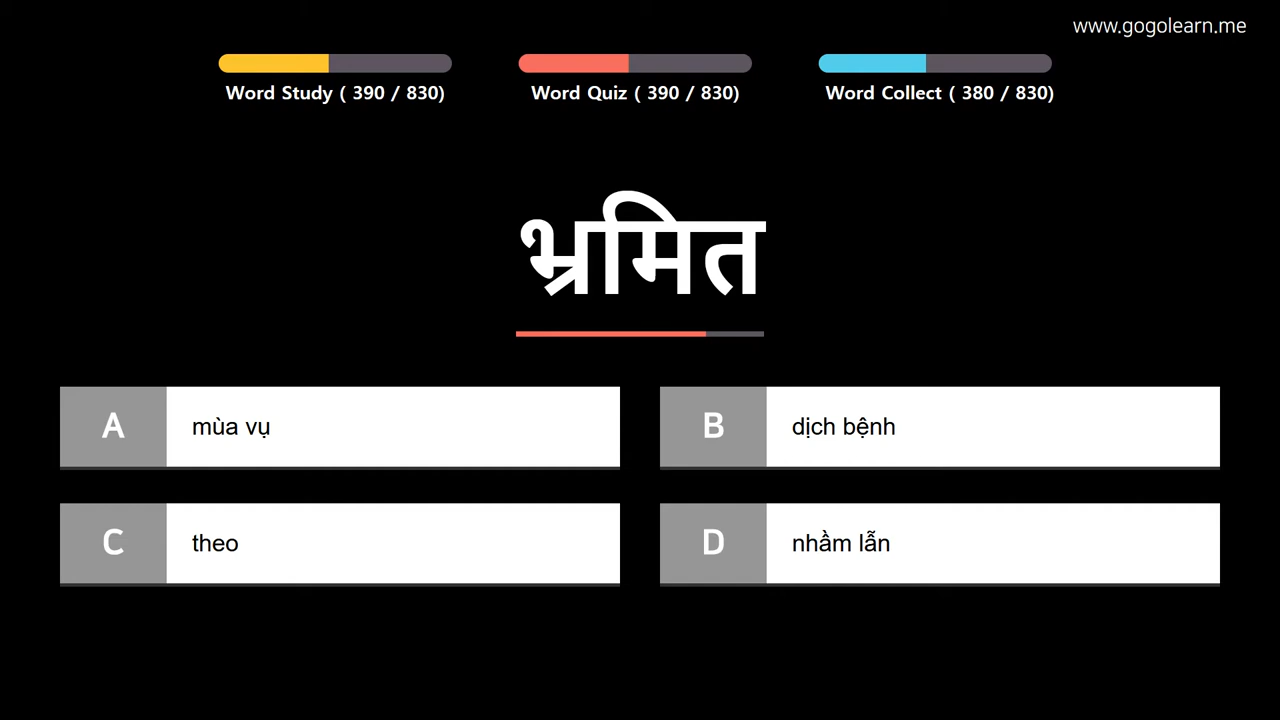 www.gogolearn.me
Word Study ( 390 / 830)
Word Quiz ( 390 / 830)
Word Collect ( 380 / 830)
भ्रमित
A mùa vụ
B dịch bệnh
C theo
D nhầm lẫn